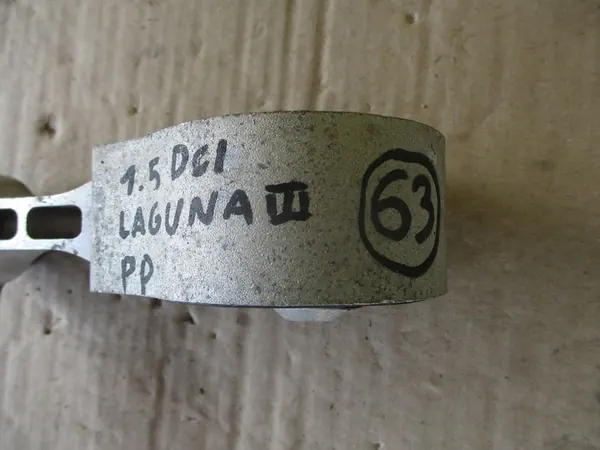 1.5 DCI
LAGUNA III
PP
63